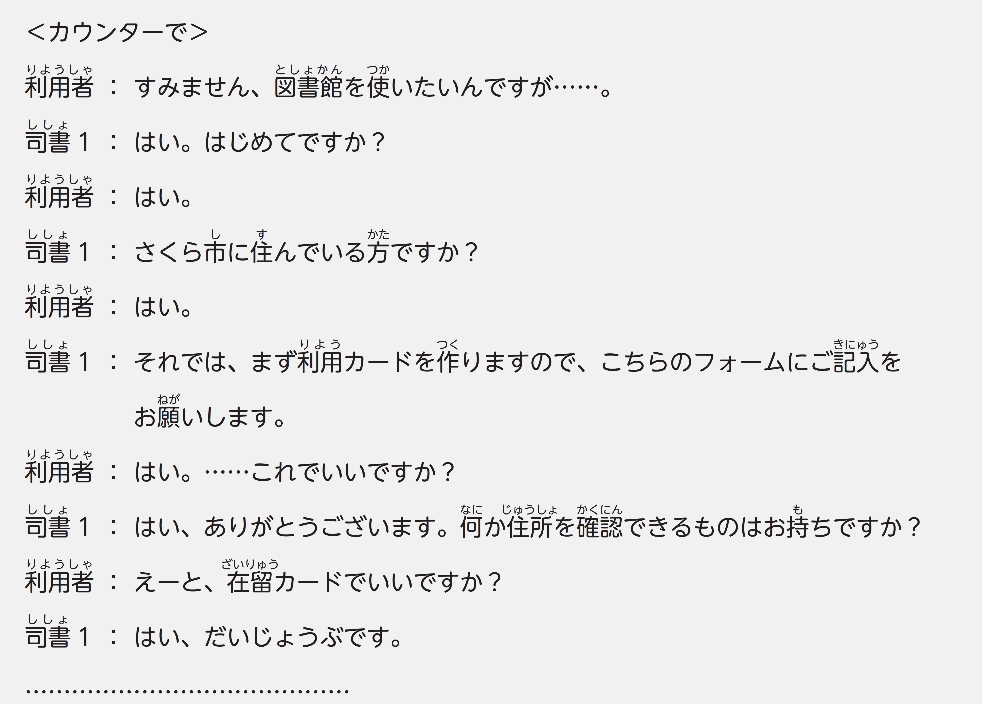 ＜カウンターで＞
利用者 ： すみません、図書館を使いたいんですが……。
司書１ ： はい。はじめてですか？
利用者 ： はい。
司書１ ： さくら市に住んでいる方ですか？
利用者 ： はい。
司書１ ： それでは、まず利用カードを作りますので、こちらのフォームにご記入を
お願いします。
利用者 ： はい。……これでいいですか？
司書１ ： はい、ありがとうございます。何か住所を確認できるものはお持ちですか？
利用者 ： えーと、在留カードでいいですか？
司書１ ： はい、だいじょうぶです。
……………………………………